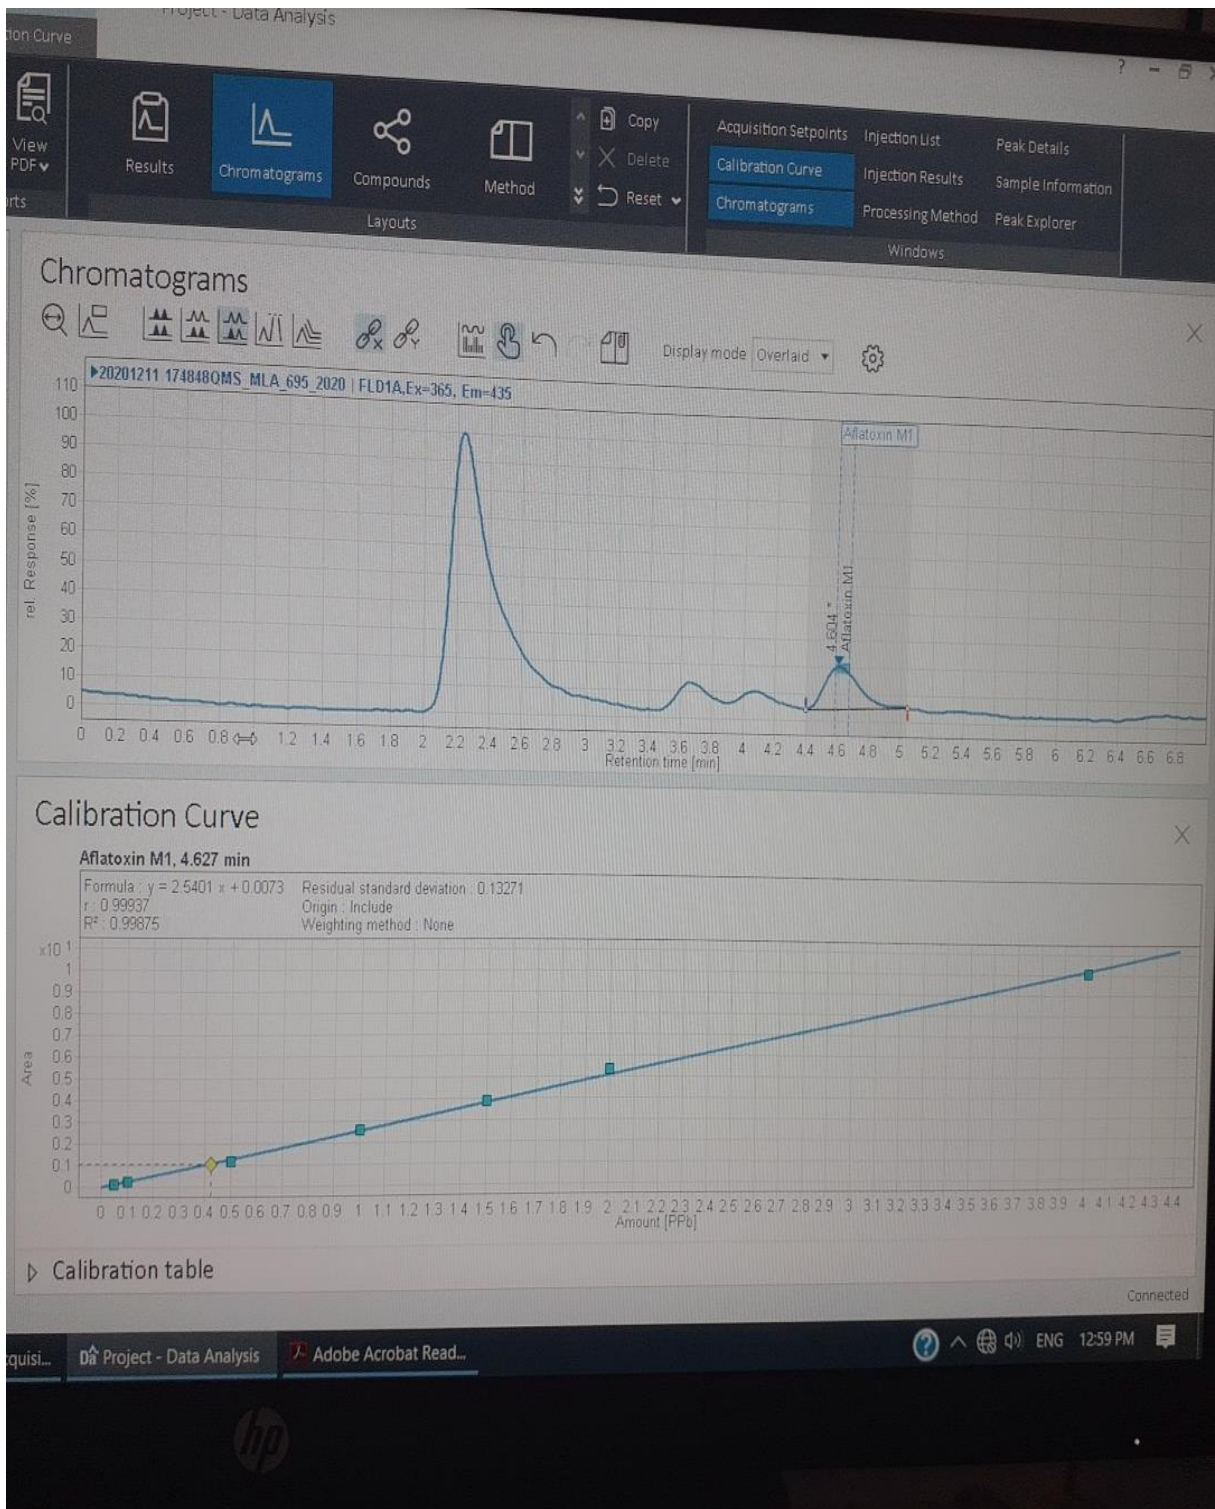 Project - Data Analysis
ion Curve
? 
View
PDF
Results
Chromatograms
Compounds
Method
Copy
Delete
Reset
Layouts
Acquisition Setpoints Injection List Peak Details
Calibration Curve Injection Results Sample Information
Chromatograms Processing Method Peak Explorer
Windows
Chromatograms
Display mode Overlaid
20201211 174848QMS_MLA_695_2020 | FLD1A,Ex=365, Em=435
Aflatoxin M1
110
100
90
80
70
60
50
40
30
20
10
0
rel. Response [%]
4.604 *
Aflatoxin M1
0 0.2 0.4 0.6 0.8 1.2 1.4 1.6 1.8 2 2.2 2.4 2.6 2.8 3 3.2 3.4 3.6 3.8 4 4.2 4.4 4.6 4.8 5 5.2 5.4 5.6 5.8 6 6.2 6.4 6.6 6.8
Retention time [min]
Calibration Curve
Aflatoxin M1, 4.627 min
Formula : y = 2.5401 x + 0.0073 Residual standard deviation : 0.13271
r : 0.99937 Origin : Include
R² : 0.99875 Weighting method : None
x10 1
1
0.9
0.8
0.7
0.6
0.5
0.4
0.3
0.2
0.1
0
Area
0 0.1 0.2 0.3 0.4 0.5 0.6 0.7 0.8 0.9 1 1.1 1.2 1.3 1.4 1.5 1.6 1.7 1.8 1.9 2 2.1 2.2 2.3 2.4 2.5 2.6 2.7 2.8 2.9 3 3.1 3.2 3.3 3.4 3.5 3.6 3.7 3.8 3.9 4 4.1 4.2 4.3 4.4
Amount [PPb]
Calibration table
Connected
cquisi... Project - Data Analysis Adobe Acrobat Read... ENG 12:59 PM
hp